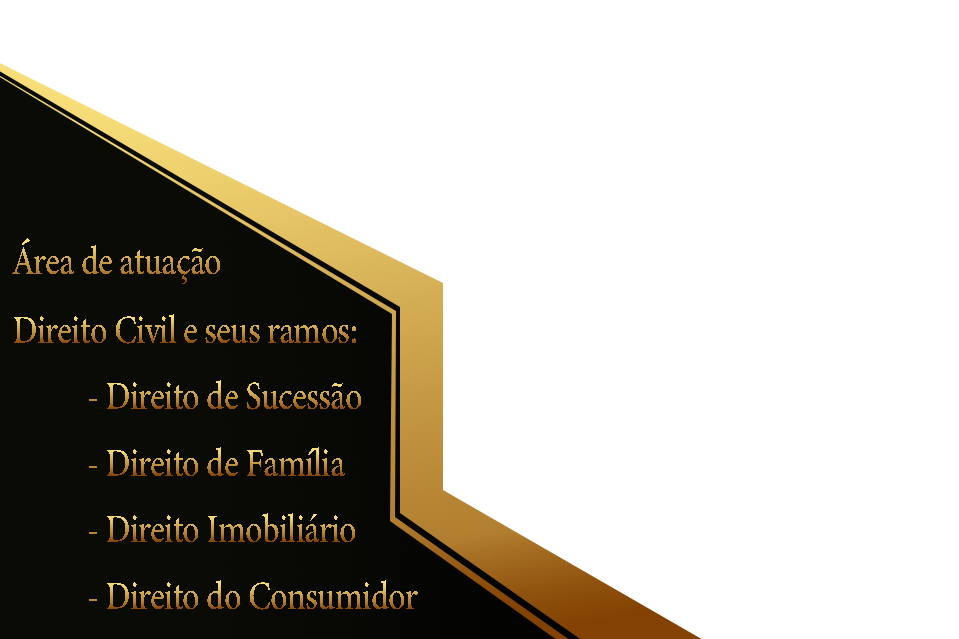 Área de atuação
Direito Civil e seus ramos:
- Direito de Sucessão
- Direito de Família
- Direito Imobiliário
- Direito do Consumidor